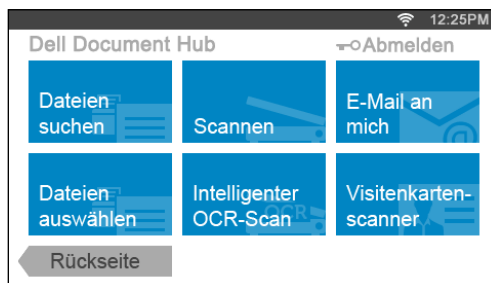 12:25PM
Dell Document Hub
Abmelden
Dateien
suchen
Scannen
E-Mail an
mich
Dateien
auswählen
Intelligenter
OCR-Scan
OCR
Visitenkarten-
scanner
Rückseite